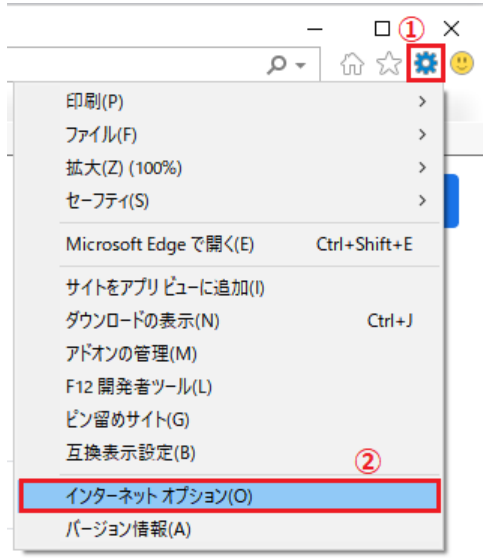 ①
印刷(P)
ファイル(F)
拡大(Z) (100%)
セーフティ(S)
Microsoft Edge で開く(E) Ctrl+Shift+E
サイトをアプリ ビューに追加(I)
ダウンロードの表示(N) Ctrl+J
アドオンの管理(M)
F12 開発者ツール(L)
ピン留めサイト(G)
互換表示設定(B)
②
インターネット オプション(O)
バージョン情報(A)